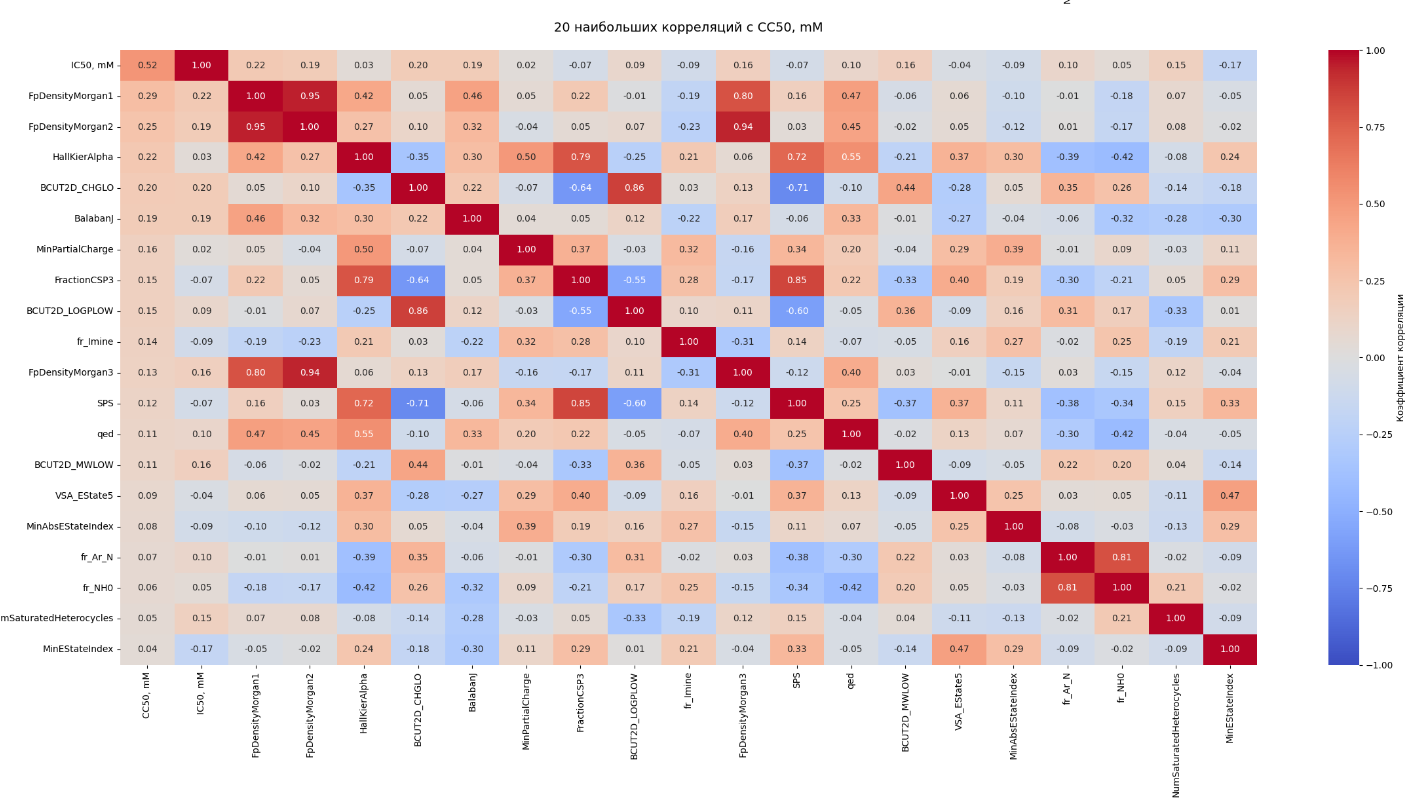 20 наибольших корреляций с CC50, mM
IC50, mM 0.52 1.00 0.22 0.19 0.03 0.20 0.19 0.02 -0.07 0.09 -0.09 0.16 -0.07 0.10 0.16 -0.04 -0.09 0.10 0.05 0.15 -0.17
FpDensityMorgan1 0.29 0.22 1.00 0.95 0.42 0.05 0.46 0.05 0.22 -0.01 -0.19 0.80 0.16 0.47 -0.06 0.06 -0.10 -0.01 -0.18 0.07 -0.05
FpDensityMorgan2 0.25 0.19 0.95 1.00 0.27 0.10 0.32 -0.04 0.05 0.07 -0.23 0.94 0.03 0.45 -0.02 0.05 -0.12 0.01 -0.17 0.08 -0.02
HallKierAlpha 0.22 0.03 0.42 0.27 1.00 -0.35 0.30 0.50 0.79 -0.25 0.21 0.06 0.72 0.55 -0.21 0.37 0.30 -0.39 -0.42 -0.08 0.24
BCUT2D_CHGLO 0.20 0.20 0.05 0.10 -0.35 1.00 0.22 -0.07 -0.64 0.86 0.03 0.13 -0.71 -0.10 0.44 -0.28 0.05 0.35 0.26 -0.14 -0.18
BalabanJ 0.19 0.19 0.46 0.32 0.30 0.22 1.00 0.04 0.05 0.12 -0.22 0.17 -0.06 0.33 -0.01 -0.27 -0.04 -0.06 -0.32 -0.28 -0.30
MinPartialCharge 0.16 0.02 0.05 -0.04 0.50 -0.07 0.04 1.00 0.37 -0.03 0.32 -0.16 0.34 0.20 -0.04 0.29 0.39 -0.01 0.09 -0.03 0.11
FractionCSP3 0.15 -0.07 0.22 0.05 0.79 -0.64 0.05 0.37 1.00 -0.55 0.28 -0.17 0.85 0.22 -0.33 0.40 0.19 -0.30 -0.21 0.05 0.29
BCUT2D_LOGPLOW 0.15 0.09 -0.01 0.07 -0.25 0.86 0.12 -0.03 -0.55 1.00 0.10 0.11 -0.60 -0.05 0.36 -0.09 0.16 0.31 0.17 -0.33 0.01
fr_Imine 0.14 -0.09 -0.19 -0.23 0.21 0.03 -0.22 0.32 0.28 0.10 1.00 -0.31 0.14 -0.07 -0.05 0.16 0.27 -0.02 0.25 -0.19 0.21
FpDensityMorgan3 0.13 0.16 0.80 0.94 0.06 0.13 0.17 -0.16 -0.17 0.11 -0.31 1.00 -0.12 0.40 0.03 -0.01 -0.15 0.03 -0.15 0.12 -0.04
SPS 0.12 -0.07 0.16 0.03 0.72 -0.71 -0.06 0.34 0.85 -0.60 0.14 -0.12 1.00 0.25 -0.37 0.37 0.11 -0.38 -0.34 0.15 0.33
qed 0.11 0.10 0.47 0.45 0.55 -0.10 0.33 0.20 0.22 -0.05 -0.07 0.40 0.25 1.00 -0.02 0.13 0.07 -0.30 -0.42 -0.04 -0.05
BCUT2D_MWLOW 0.11 0.16 -0.06 -0.02 -0.21 0.44 -0.01 -0.04 -0.33 0.36 -0.05 0.03 -0.37 -0.02 1.00 -0.09 -0.05 0.22 0.20 0.04 -0.14
VSA_EState5 0.09 -0.04 0.06 0.05 0.37 -0.28 -0.27 0.29 0.40 -0.09 0.16 -0.01 0.37 0.13 -0.09 1.00 0.25 0.03 0.05 -0.11 0.47
MinAbsEStateIndex 0.08 -0.09 -0.10 -0.12 0.30 0.05 -0.04 0.39 0.19 0.16 0.27 -0.15 0.11 0.07 -0.05 0.25 1.00 -0.08 -0.03 -0.13 0.29
fr_Ar_N 0.07 0.10 -0.01 0.01 -0.39 0.35 -0.06 -0.01 -0.30 0.31 -0.02 0.03 -0.38 -0.30 0.22 0.03 -0.08 1.00 0.81 -0.02 -0.09
fr_NH0 0.06 0.05 -0.18 -0.17 -0.42 0.26 -0.32 0.09 -0.21 0.17 0.25 -0.15 -0.34 -0.42 0.20 0.05 -0.03 0.81 1.00 0.21 -0.02
mSaturatedHeterocycles 0.05 0.15 0.07 0.08 -0.08 -0.14 -0.28 -0.03 0.05 -0.33 -0.19 0.12 0.15 -0.04 0.04 -0.11 -0.13 -0.02 0.21 1.00 -0.09
MinEStateIndex 0.04 -0.17 -0.05 -0.02 0.24 -0.18 -0.30 0.11 0.29 0.01 0.21 -0.04 0.33 -0.05 -0.14 0.47 0.29 -0.09 -0.02 -0.09 1.00
CC50, mM
IC50, mM
FpDensityMorgan1
FpDensityMorgan2
HallKierAlpha
BCUT2D_CHGLO
BalabanJ
MinPartialCharge
FractionCSP3
BCUT2D_LOGPLOW
fr_Imine
FpDensityMorgan3
SPS
qed
BCUT2D_MWLOW
VSA_EState5
MinAbsEStateIndex
fr_Ar_N
fr_NH0
NumSaturatedHeterocycles
MinEStateIndex
1.00
0.75
0.50
0.25
0.00
−0.25
−0.50
−0.75
−1.00
Коэффициент корреляции